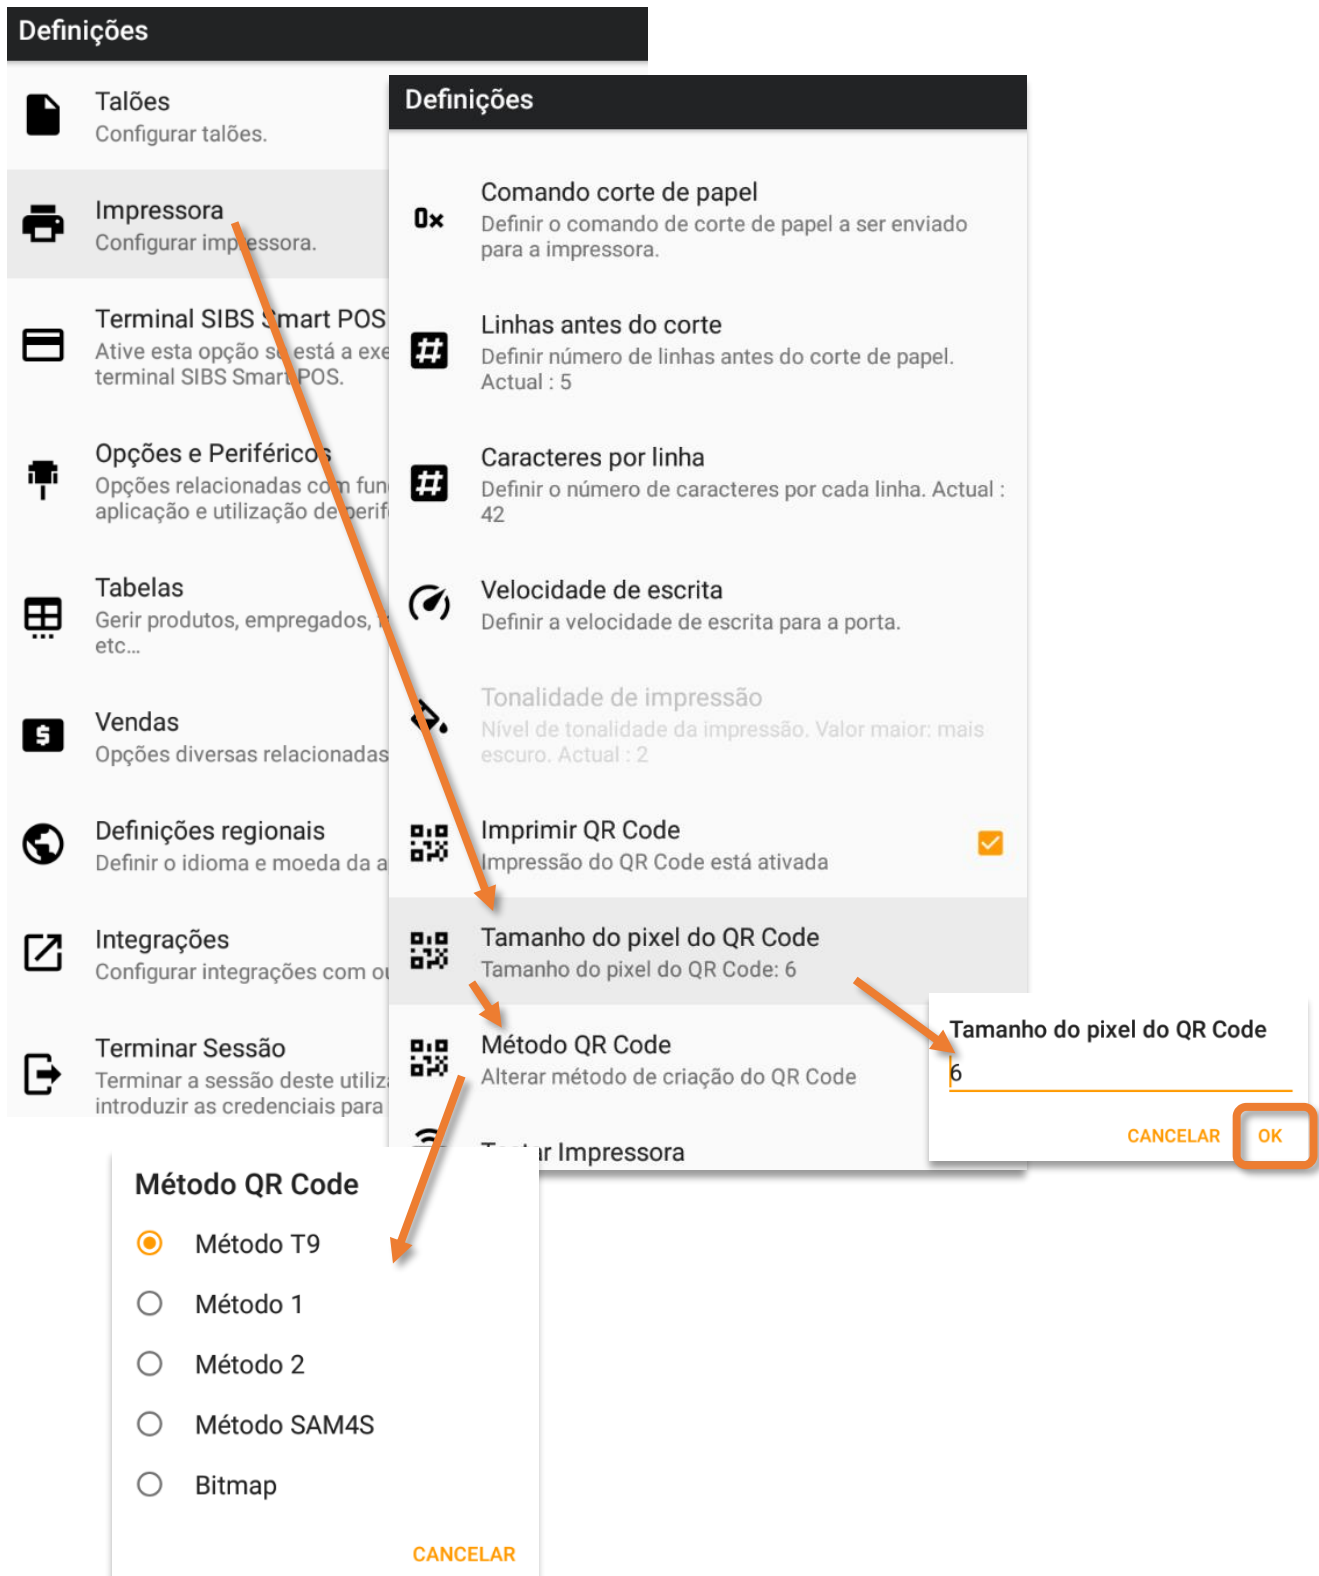 Definições
Talões
Configurar talões.
Impressora
Configurar impressora.
Terminal SIBS Smart POS
Ative esta opção se está a exe
terminal SIBS Smart POS.
Opções e Periféricos
Opções relacionadas com fun
aplicação e utilização de perif
Tabelas
Gerir produtos, empregados,
etc...
Vendas
Opções diversas relacionadas
Definições regionais
Definir o idioma e moeda da a
Integrações
Configurar integrações com ou
Terminar Sessão
Terminar a sessão deste utiliz
introduzir as credenciais para
Definições
0x
Comando corte de papel
Definir o comando de corte de papel a ser enviado
para a impressora.
Linhas antes do corte
Definir número de linhas antes do corte de papel.
Actual : 5
Caracteres por linha
Definir o número de caracteres por cada linha. Actual :
42
Velocidade de escrita
Definir a velocidade de escrita para a porta.
Tonalidade de impressão
Nível de tonalidade da impressão. Valor maior: mais
escuro. Actual : 2
Imprimir QR Code
Impressão do QR Code está ativada
Tamanho do pixel do QR Code
Tamanho do pixel do QR Code: 6
Método QR Code
Alterar método de criação do QR Code
Testar Impressora
Tamanho do pixel do QR Code
6
CANCELAR OK
Método QR Code
Método T9
Método 1
Método 2
Método SAM4S
Bitmap
CANCELAR